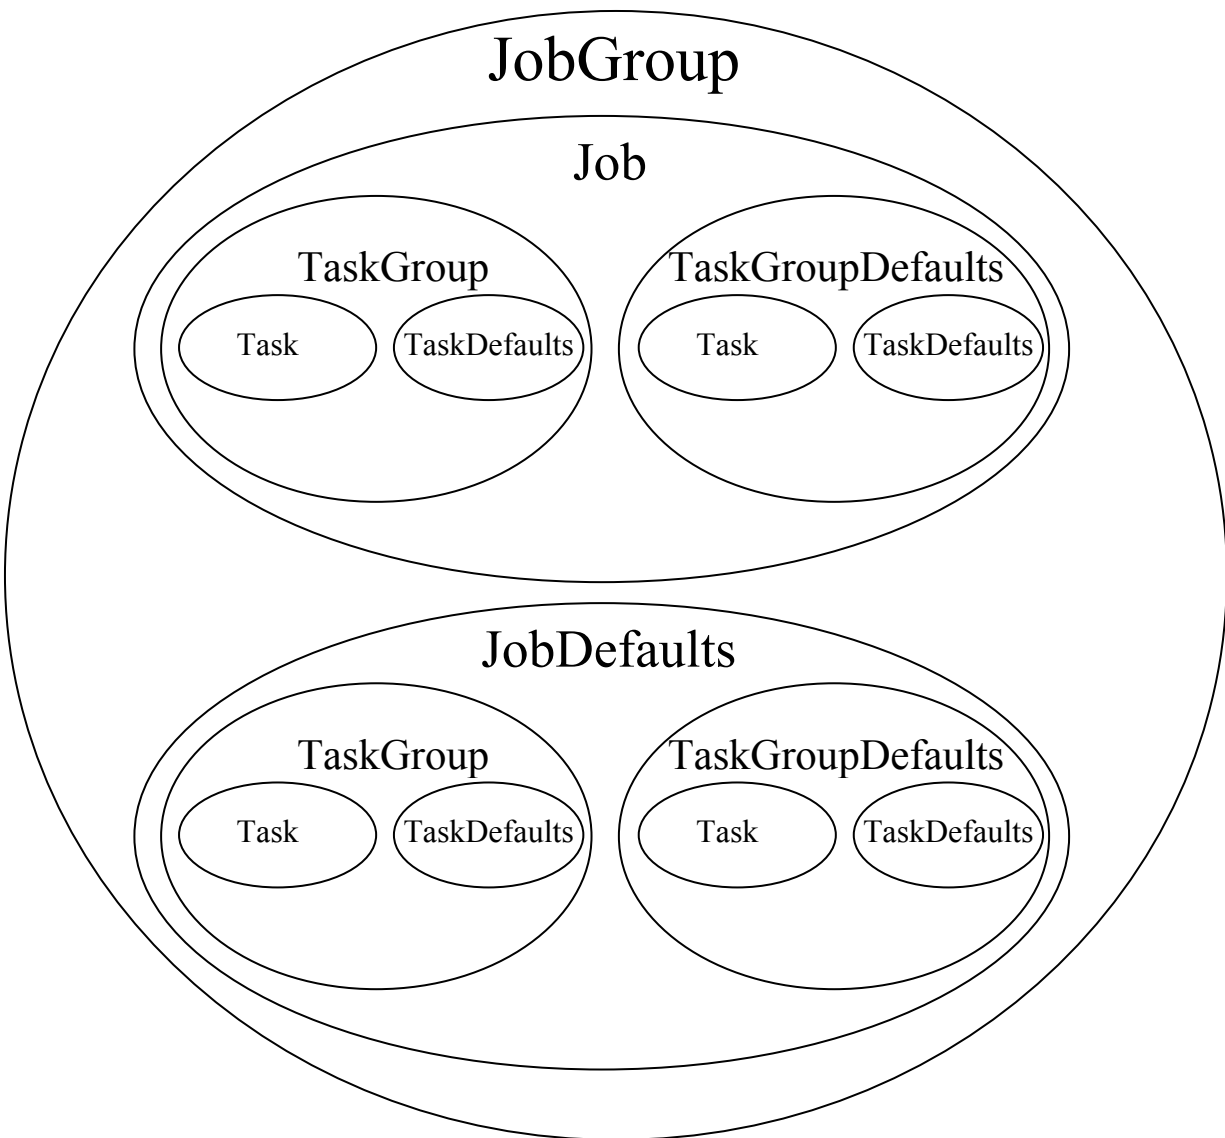 JobGroup
Job
TaskGroup
TaskGroupDefaults
Task
TaskDefaults
Task
TaskDefaults
JobDefaults
TaskGroup
TaskGroupDefaults
Task
TaskDefaults
Task
TaskDefaults